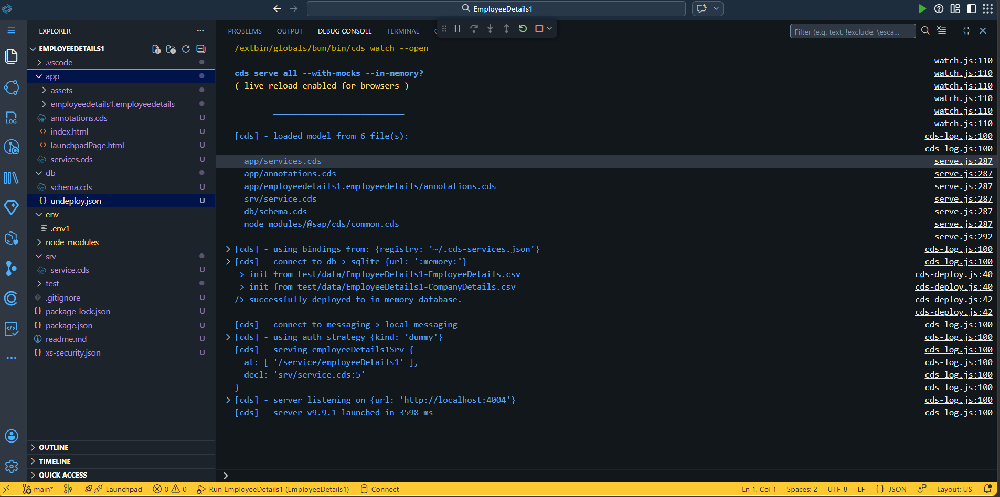 EmployeeDetails1
EXPLORER
EMPLOYEEDETAILS1
.vscode
app
assets
employeedetails1.employeedetails
annotations.cds U
index.html U
launchpadPage.html U
services.cds U
db
schema.cds U
undeploy.json U
env
.env1
node_modules
srv
service.cds U
test
.gitignore U
package-lock.json U
package.json U
readme.md U
xs-security.json U
OUTLINE
TIMELINE
QUICK ACCESS
LOG
PROBLEMS OUTPUT DEBUG CONSOLE TERMINAL
Filter (e.g. text, !exclude, \esca...
/extbin/globals/bun/bin/cds watch --open
watch.js:110
cds serve all --with-mocks --in-memory? watch.js:110
( live reload enabled for browsers ) watch.js:110
watch.js:110
watch.js:110
watch.js:110
[cds] - loaded model from 6 file(s): cds-log.js:100
cds-log.js:100
app/services.cds serve.js:287
app/annotations.cds serve.js:287
app/employeedetails1.employeedetails/annotations.cds serve.js:287
srv/service.cds serve.js:287
db/schema.cds serve.js:287
node_modules/@sap/cds/common.cds serve.js:287
serve.js:292
[cds] - using bindings from: {registry: '~/.cds-services.json'} cds-log.js:100
[cds] - connect to db > sqlite {url: ':memory:'} cds-log.js:100
> init from test/data/EmployeeDetails1-EmployeeDetails.csv cds-deploy.js:40
> init from test/data/EmployeeDetails1-CompanyDetails.csv cds-deploy.js:40
/> successfully deployed to in-memory database. cds-deploy.js:42
cds-deploy.js:42
[cds] - connect to messaging > local-messaging cds-log.js:100
[cds] - using auth strategy {kind: 'dummy'} cds-log.js:100
[cds] - serving employeeDetails1Srv { cds-log.js:100
at: [ '/service/employeeDetails1' ], cds-log.js:100
decl: 'srv/service.cds:5' cds-log.js:100
} cds-log.js:100
[cds] - server listening on {url: 'http://localhost:4004'} cds-log.js:100
[cds] - server v9.9.1 launched in 3598 ms cds-log.js:100
main* Launchpad 0 0 Run EmployeeDetails1 (EmployeeDetails1) Connect Ln 1, Col 1 Spaces: 2 UTF-8 LF { } JSON Layout: US